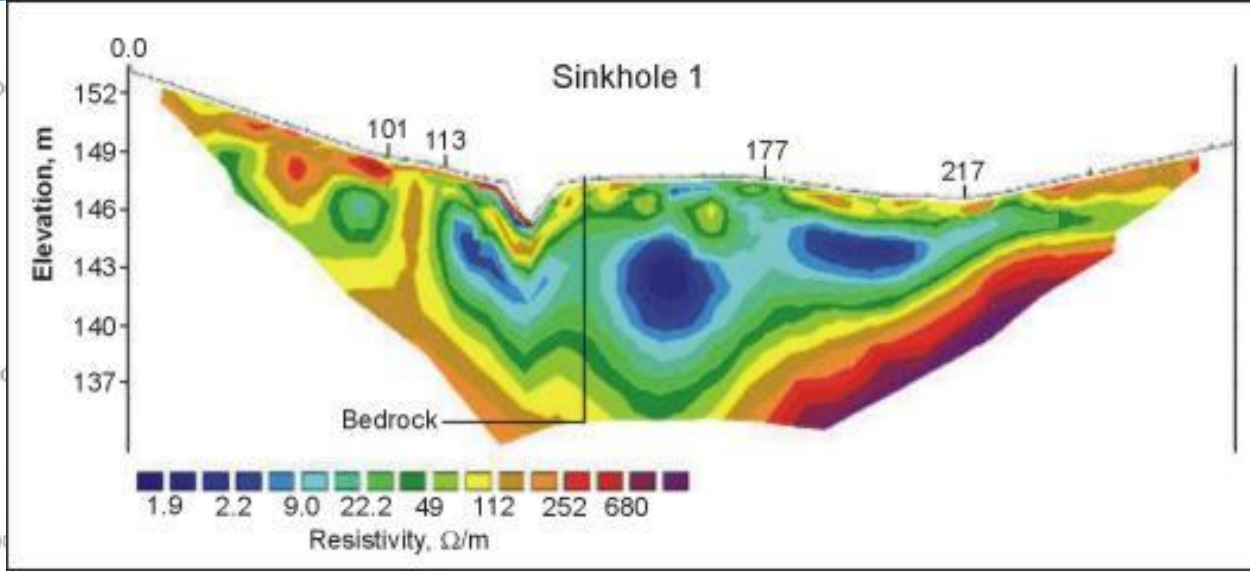 0.0
Sinkhole 1
152
149
146
143
140
137
Elevation, m
101
113
177
217
Bedrock
1.9 2.2 9.0 22.2 49 112 252 680
Resistivity, Ω/m